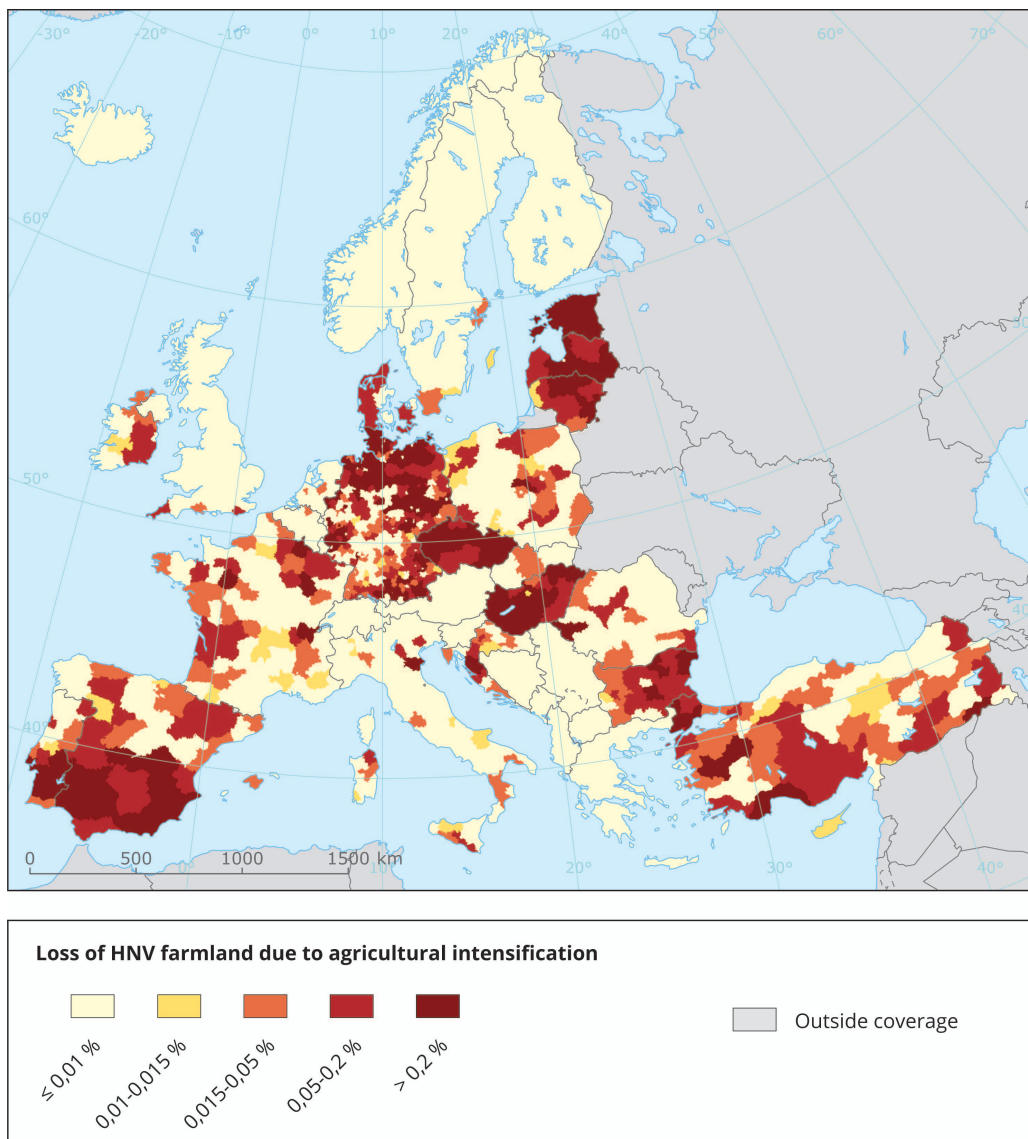 -30° -20° -10° 0° 10° 20° 30° 40° 50° 60° 70°
60°
50°
50°
40°
40°
0 500 1000 1500 km
0° 20° 30° 40°
Loss of HNV farmland due to agricultural intensification
≤ 0,01 %
0,01-0,015 %
0,015-0,05 %
0,05-0,2 %
> 0,2 %
Outside coverage